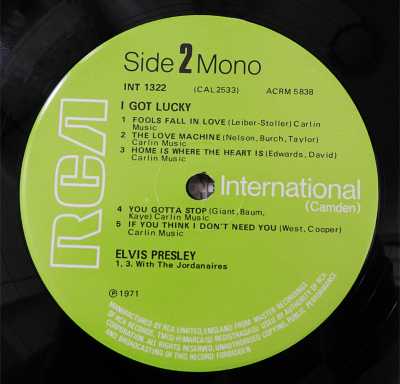 Side 2 Mono
INT 1322 (CAL 2533) ACRM 5838
I GOT LUCKY
1 FOOLS FALL IN LOVE (Leiber-Stoller) Carlin
Music
2 THE LOVE MACHINE (Nelson, Burch, Taylor)
Carlin Music
3 HOME IS WHERE THE HEART IS (Edwards, David)
Carlin Music
RCA
International
(Camden)
4 YOU GOTTA STOP (Giant, Baum,
Kaye) Carlin Music
5 IF YOU THINK I DON'T NEED YOU (West, Cooper)
Carlin Music
ELVIS PRESLEY
1, 3. With The Jordanaires
Ⓟ 1971
MANUFACTURED BY RCA LIMITED, ENGLAND FROM MASTER RECORDINGS
OF RCA RECORDS, TMK(S) ® MARCA(S) REGISTRADA(S) USED BY AUTHORITY OF RCA
CORPORATION. ALL RIGHTS RESERVED; UNAUTHORISED COPYING, PUBLIC PERFORMANCE
AND BROADCASTING OF THIS RECORD FORBIDDEN